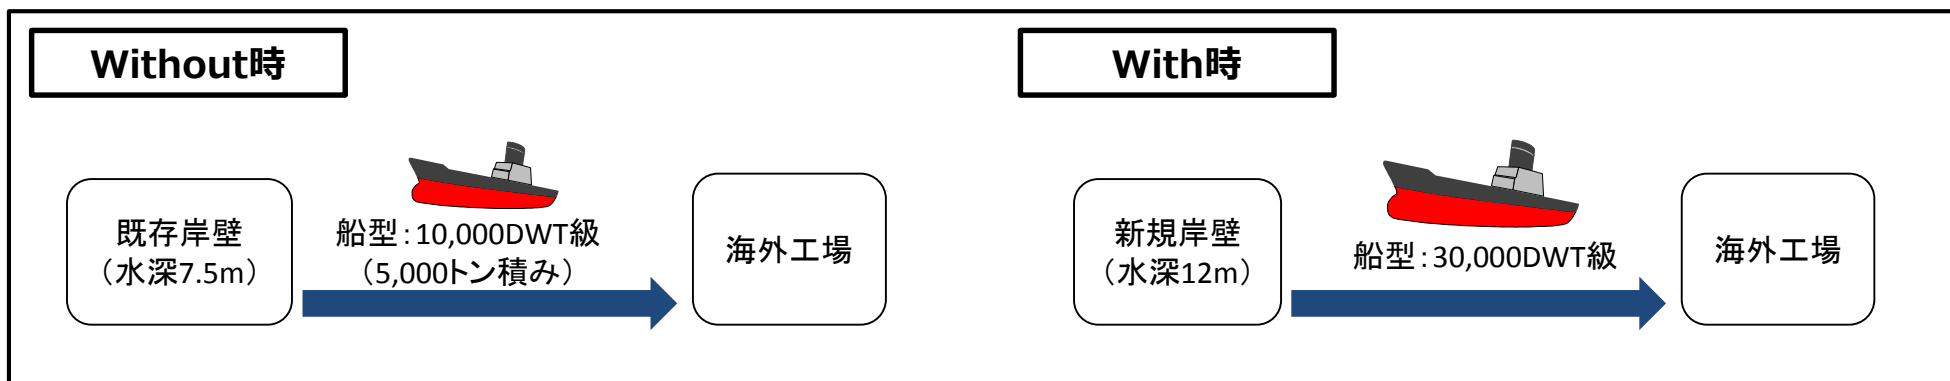 Without時
既存岸壁
（水深7.5m）
船型：10,000DWT級
（5,000トン積み）
海外工場
With時
新規岸壁
（水深12m）
船型：30,000DWT級
海外工場